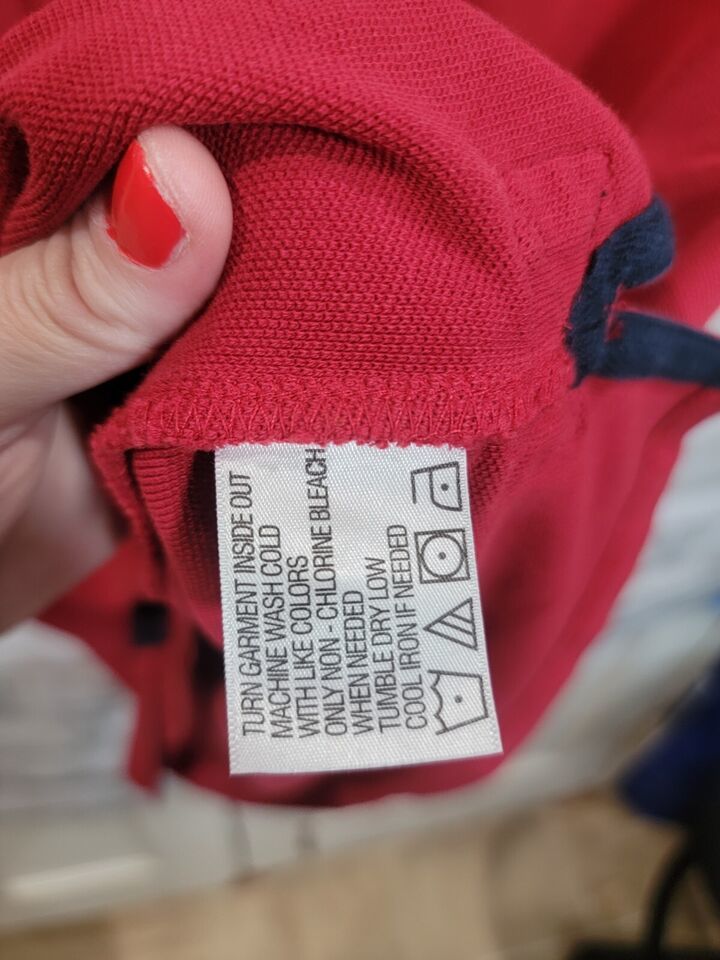 TURN GARMENT INSIDE OUT
MACHINE WASH COLD
WITH LIKE COLORS
ONLY NON - CHLORINE BLEACH
WHEN NEEDED
TUMBLE DRY LOW
COOL IRON IF NEEDED